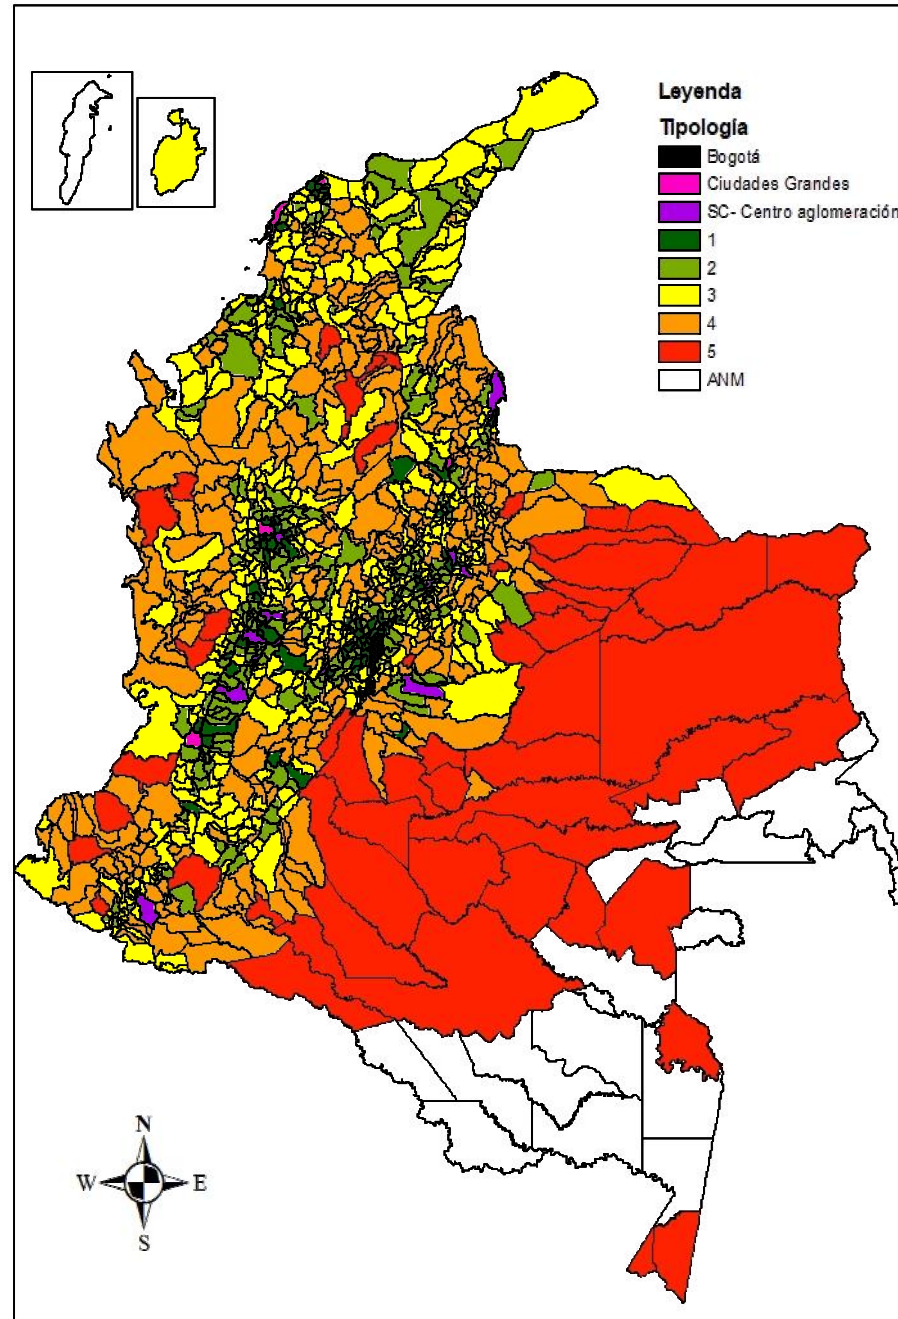 Leyenda
Tipología
Bogotá
Ciudades Grandes
SC- Centro aglomeración
1
2
3
4
5
ANM
N
W E
S